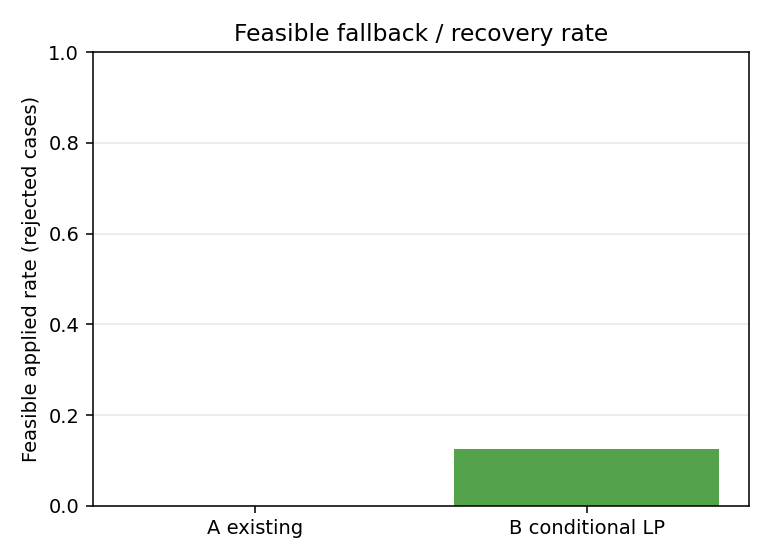 Feasible fallback / recovery rate
Feasible applied rate (rejected cases)
1.0
0.8
0.6
0.4
0.2
0.0
A existing
B conditional LP